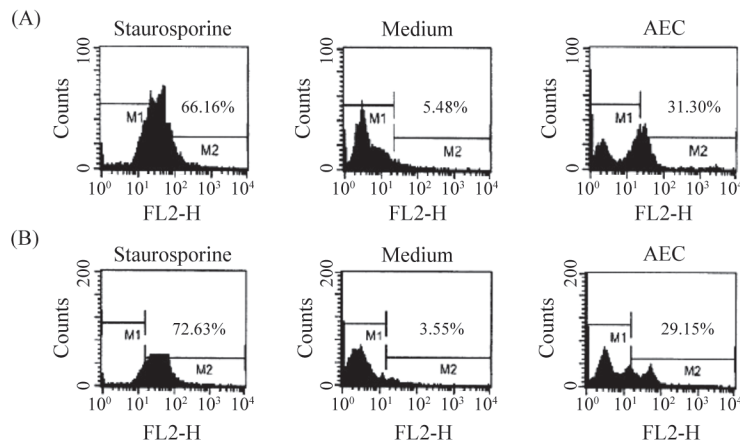 (A)
Staurosporine
Medium
AEC
100
Counts
0
M1
66.16%
M2
10⁰ 10¹ 10² 10³ 10⁴
FL2-H
100
Counts
0
M1
5.48%
M2
10⁰ 10¹ 10² 10³ 10⁴
FL2-H
100
Counts
0
M1
31.30%
M2
10⁰ 10¹ 10² 10³ 10⁴
FL2-H
(B)
Staurosporine
Medium
AEC
200
Counts
0
M1
72.63%
M2
10⁰ 10¹ 10² 10³ 10⁴
FL2-H
200
Counts
0
M1
3.55%
M2
10⁰ 10¹ 10² 10³ 10⁴
FL2-H
200
Counts
0
M1
29.15%
M2
10⁰ 10¹ 10² 10³ 10⁴
FL2-H